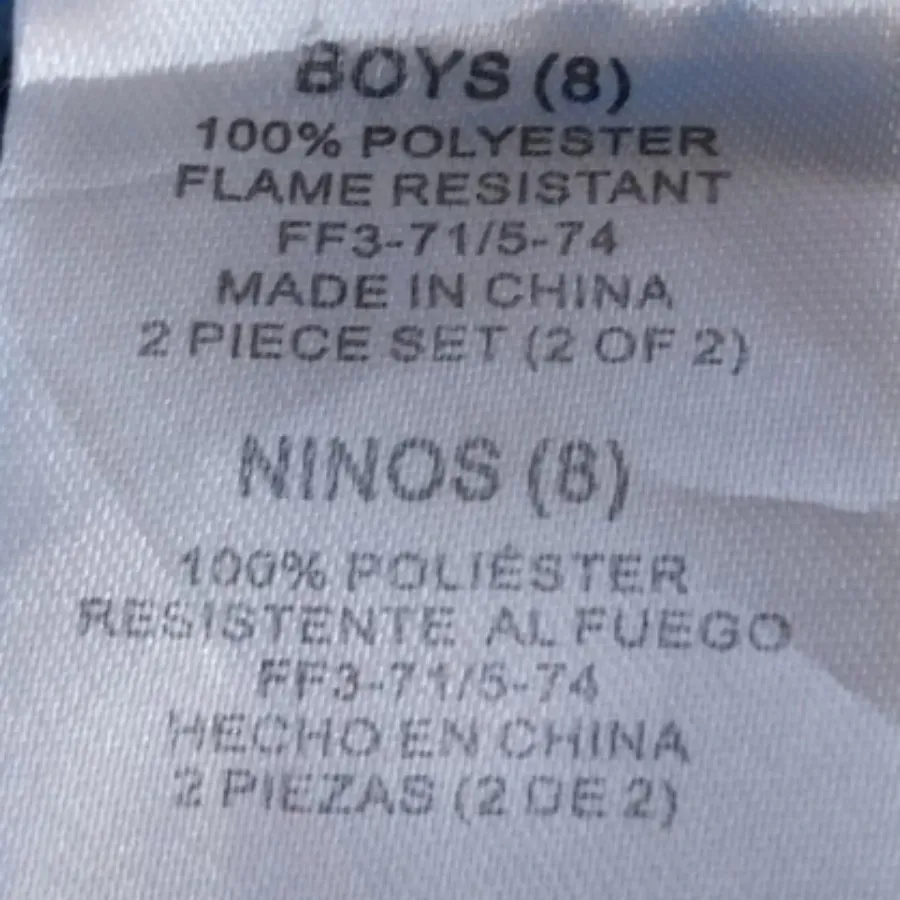 BOYS (8)
100% POLYESTER
FLAME RESISTANT
FF3-71/5-74
MADE IN CHINA
2 PIECE SET (2 OF 2)
NINOS (8)
100% POLIÉSTER
RESISTENTE AL FUEGO
FF3-71/5-74
HECHO EN CHINA
2 PIEZAS (2 DE 2)